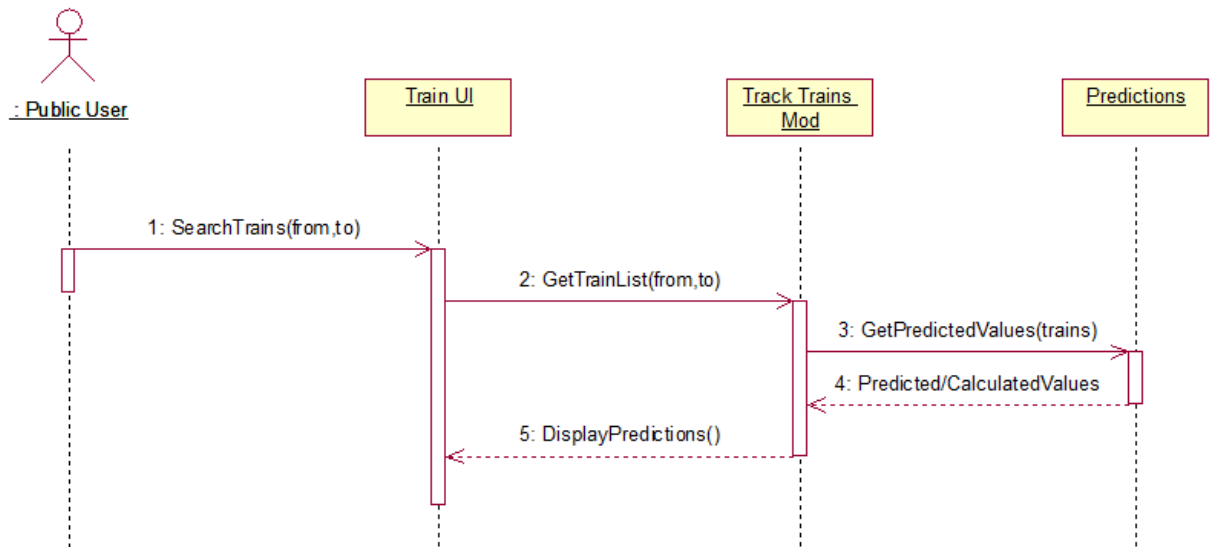 : Public User
Train UI
Track Trains
Mod
Predictions
1: SearchTrains(from,to)
2: GetTrainList(from,to)
3: GetPredictedValues(trains)
4: Predicted/CalculatedValues
5: DisplayPredictions()